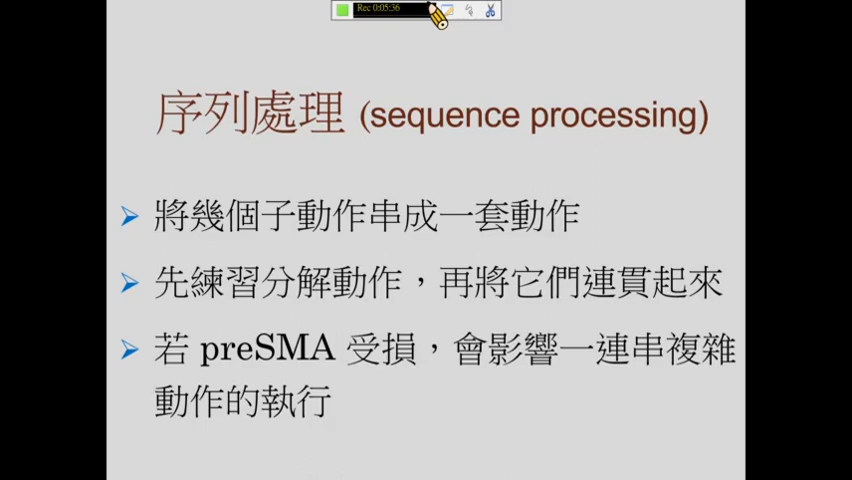 Rec 0:05:36
序列處理 (sequence processing)
將幾個子動作串成一套動作
先練習分解動作，再將它們連貫起來
若 preSMA 受損，會影響一連串複雜
動作的執行